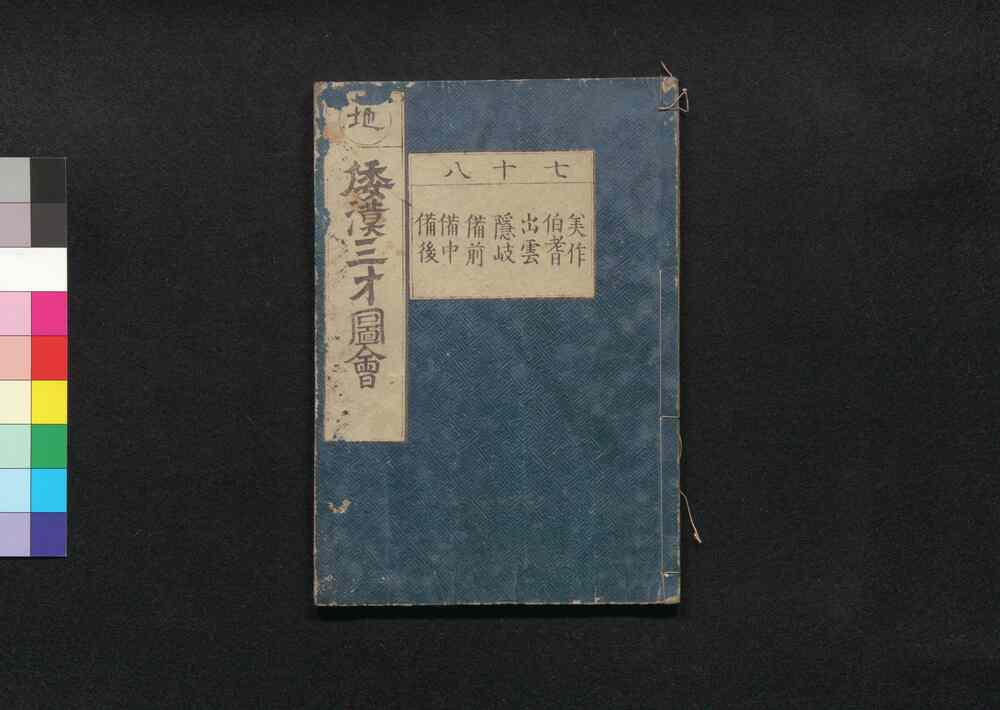 地
倭漢三才圖會
七十八
美作
伯耆
出雲
隱岐
備前
備中
備後